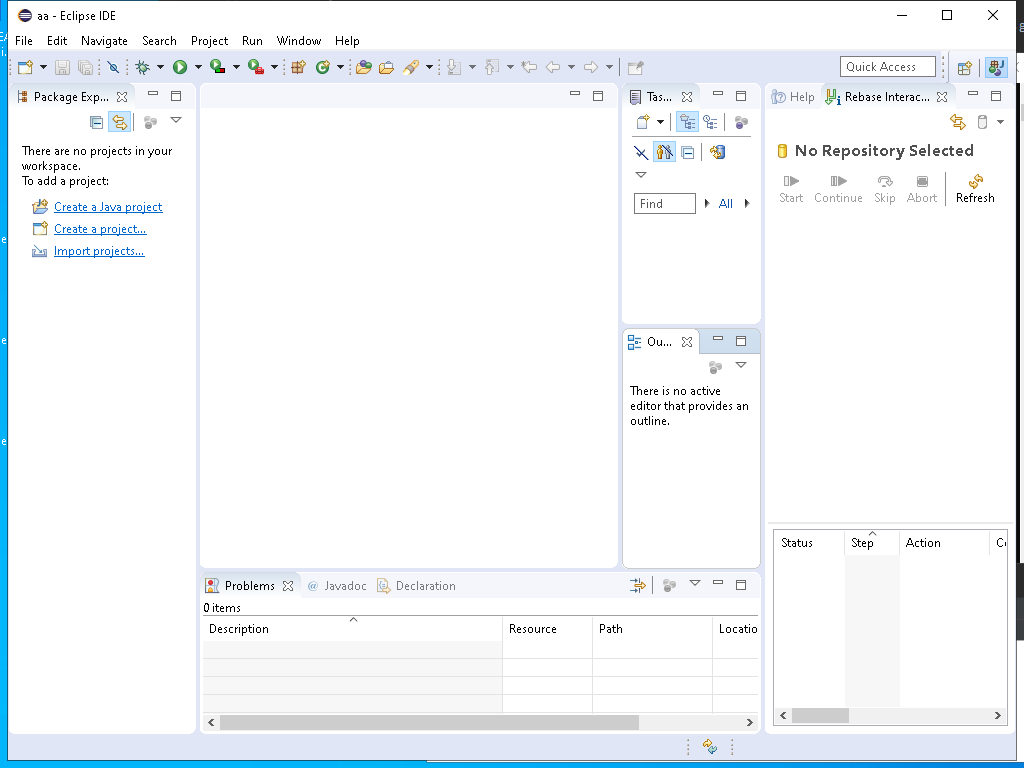 aa - Eclipse IDE
File Edit Navigate Search Project Run Window Help
Quick Access
Package Exp...
There are no projects in your
workspace.
To add a project:
Create a Java project
Create a project...
Import projects...
Tas...
Find
All
Ou...
There is no active
editor that provides an
outline.
Help
Rebase Interac...
No Repository Selected
Start Continue Skip Abort Refresh
Status Step Action
Problems @ Javadoc Declaration
0 items
Description Resource Path Locatio